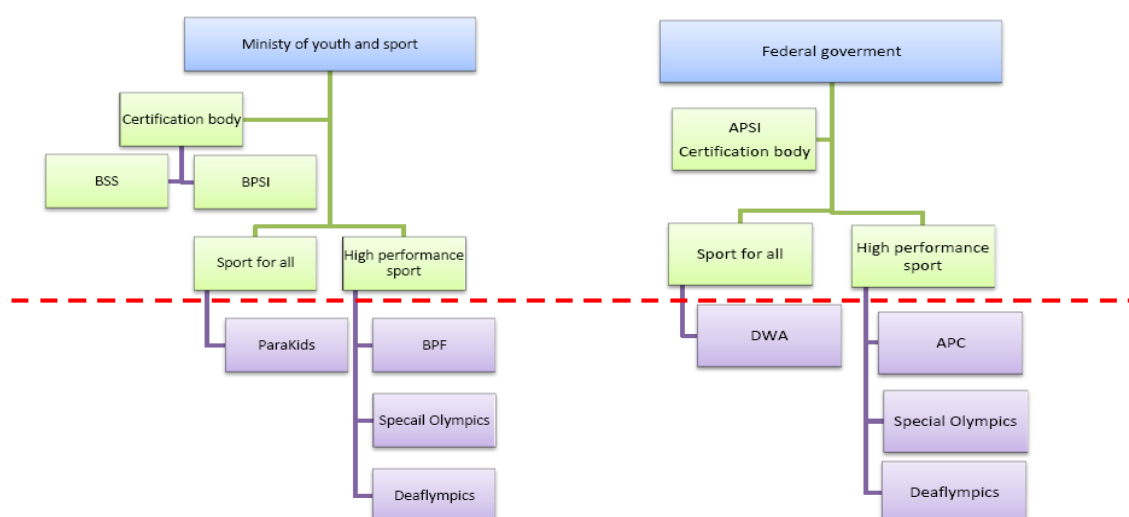 Ministy of youth and sport
Certification body
BSS
BPSI
Sport for all
High performance
sport
ParaKids
BPF
Specail Olympics
Deaflympics
Federal goverment
APSI
Certification body
Sport for all
High performance
sport
DWA
APC
Special Olympics
Deaflympics